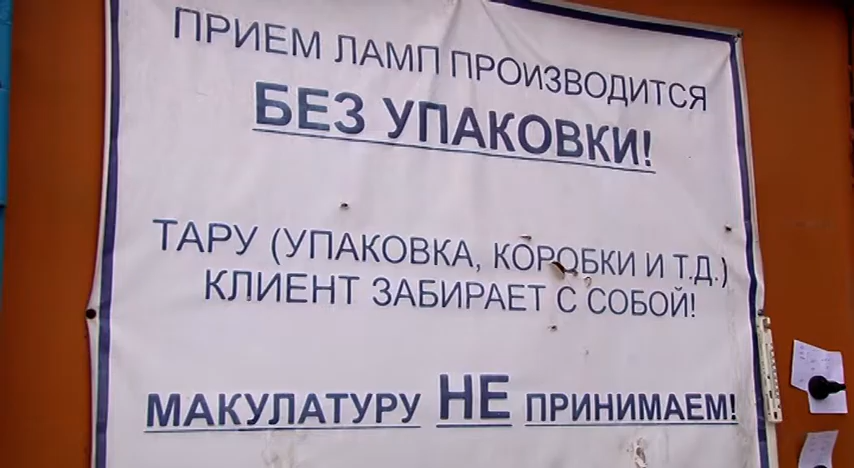 ПРИЕМ ЛАМП ПРОИЗВОДИТСЯ
БЕЗ УПАКОВКИ!
ТАРУ (УПАКОВКА, КОРОБКИ И Т.Д.)
КЛИЕНТ ЗАБИРАЕТ С СОБОЙ!
МАКУЛАТУРУ НЕ ПРИНИМАЕМ!